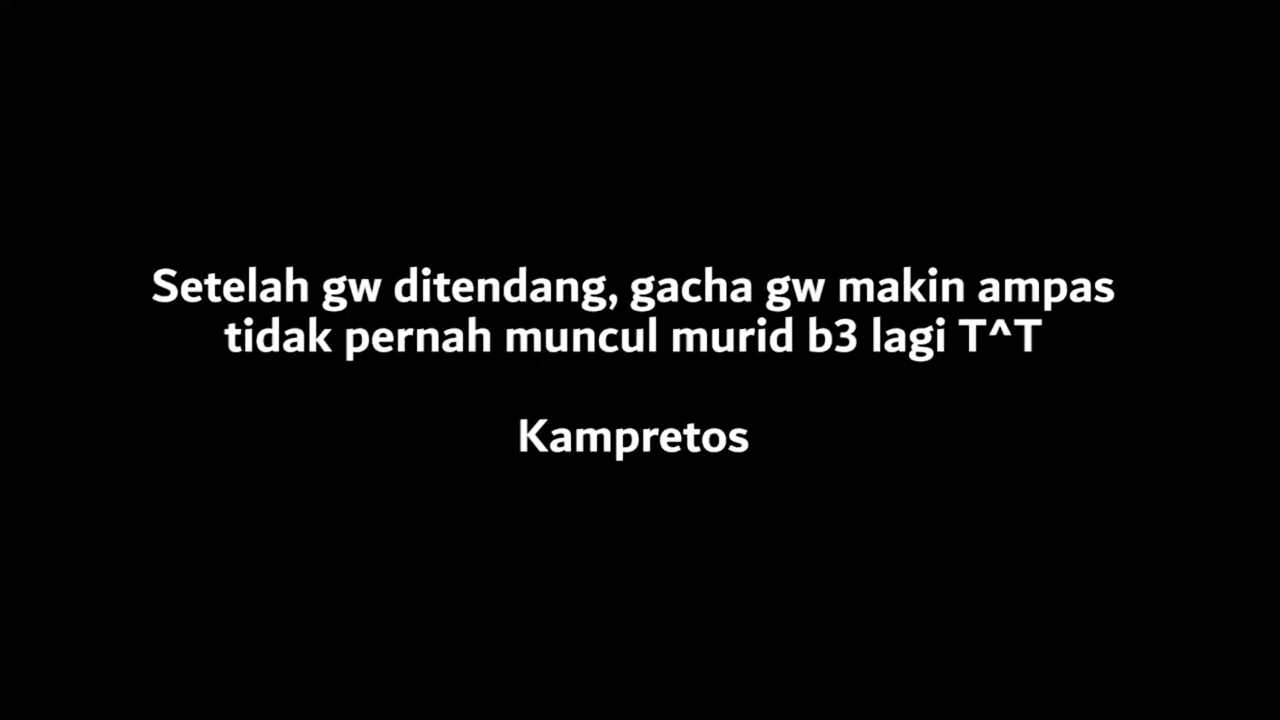 Setelah gw ditendang, gacha gw makin ampas
tidak pernah muncul murid b3 lagi T^T
Kampretos